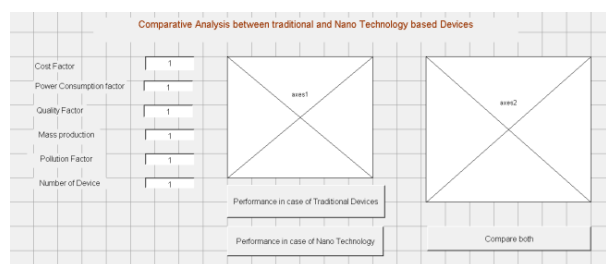 Comparative Analysis between traditional and Nano Technology based Devices
Cost Factor 1
Power Consumption factor 1
Quality Factor 1
Mass production 1
Pollution Factor 1
Number of Device 1
axes1
axes2
Performance in case of Traditional Devices
Performance in case of Nano Technology
Compare both